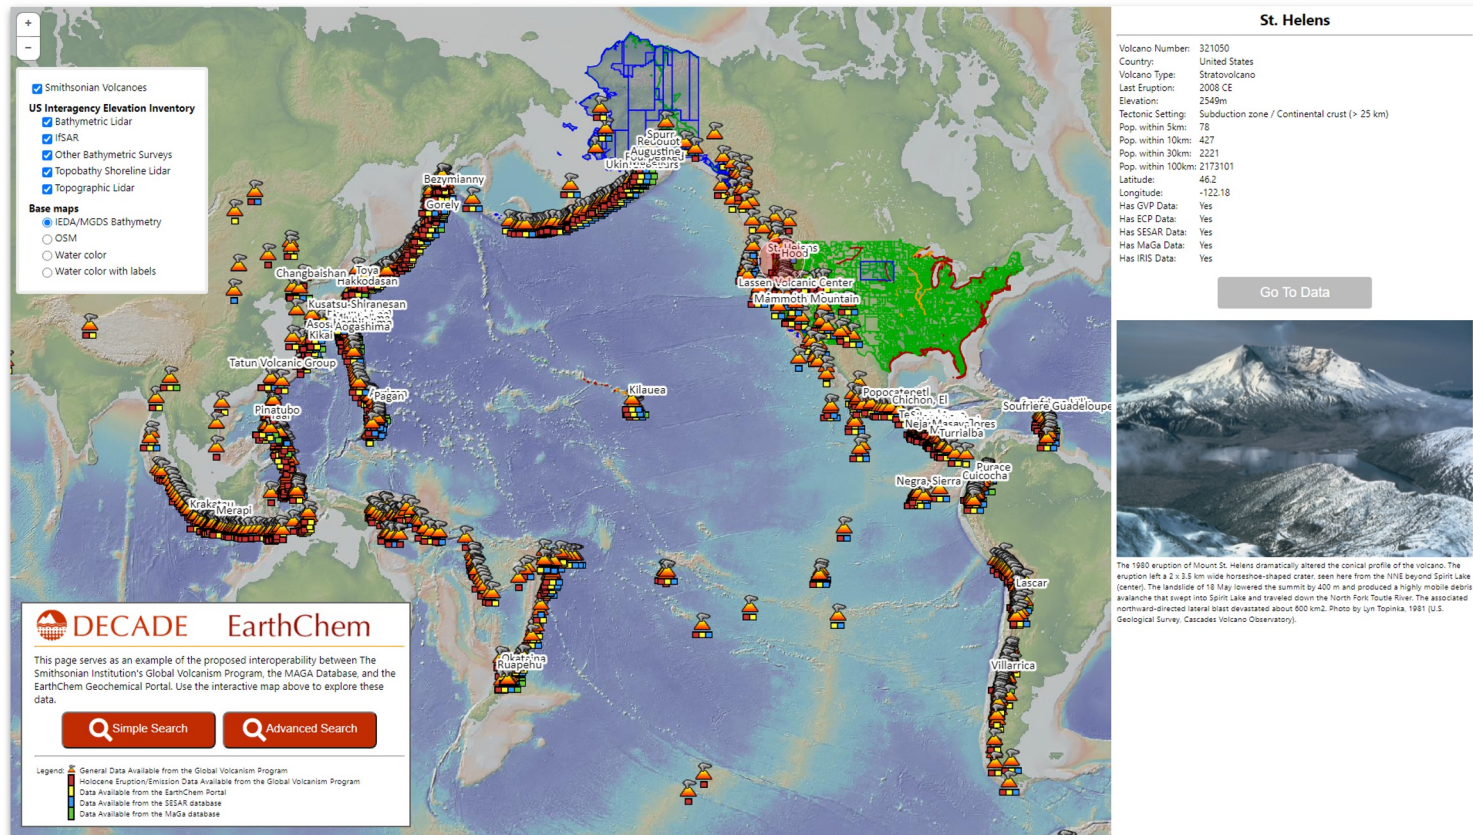 +
−
Smithsonian Volcanoes
US Interagency Elevation Inventory
Bathymetric Lidar
IfSAR
Other Bathymetric Surveys
Topobathy Shoreline Lidar
Topographic Lidar
Base maps
IEDA/MGDS Bathymetry
OSM
Water color
Water color with labels
Spurr
Redoubt
Augustine
Bezymianny
Gorely
St. Helens
Hood
Changbaishan
Toya
Hakkodasan
Lassen Volcanic Center
Mammoth Mountain
Kusatsu-Shiranesan
Aogashima
Kikai
Tatun Volcanic Group
Pagan
Kilauea
Popocatepetl
Chichon, El
Soufriere Guadeloupe
Pinatubo
Turrialba
Purace
Cuicocha
Negra, Sierra
Krakatau
Merapi
Lascar
Okataina
Ruapehu
Villarrica
DECADE EarthChem
This page serves as an example of the proposed interoperability between The
Smithsonian Institution's Global Volcanism Program, the MAGA Database, and the
EarthChem Geochemical Portal. Use the interactive map above to explore these
data.
Simple Search
Advanced Search
Legend: General Data Available from the Global Volcanism Program
Holocene Eruption/Emission Data Available from the Global Volcanism Program
Data Available from the EarthChem Portal
Data Available from the SESAR database
Data Available from the MaGa database
St. Helens
Volcano Number: 321050
Country: United States
Volcano Type: Stratovolcano
Last Eruption: 2008 CE
Elevation: 2549m
Tectonic Setting: Subduction zone / Continental crust (> 25 km)
Pop. within 5km: 78
Pop. within 10km: 427
Pop. within 30km: 2221
Pop. within 100km: 2173101
Latitude: 46.2
Longitude: -122.18
Has GVP Data: Yes
Has ECP Data: Yes
Has SESAR Data: Yes
Has MaGa Data: Yes
Has IRIS Data: Yes
Go To Data
The 1980 eruption of Mount St. Helens dramatically altered the conical profile of the volcano. The
eruption left a 2 x 3.5 km wide horseshoe-shaped crater, seen here from the NNE beyond Spirit Lake
(center). The landslide of 18 May lowered the summit by 400 m and produced a highly mobile debris
avalanche that swept into Spirit Lake and traveled down the North Fork Toutle River. The associated
northward-directed lateral blast devastated about 600 km2. Photo by Lyn Topinka, 1981 (U.S.
Geological Survey, Cascades Volcano Observatory).